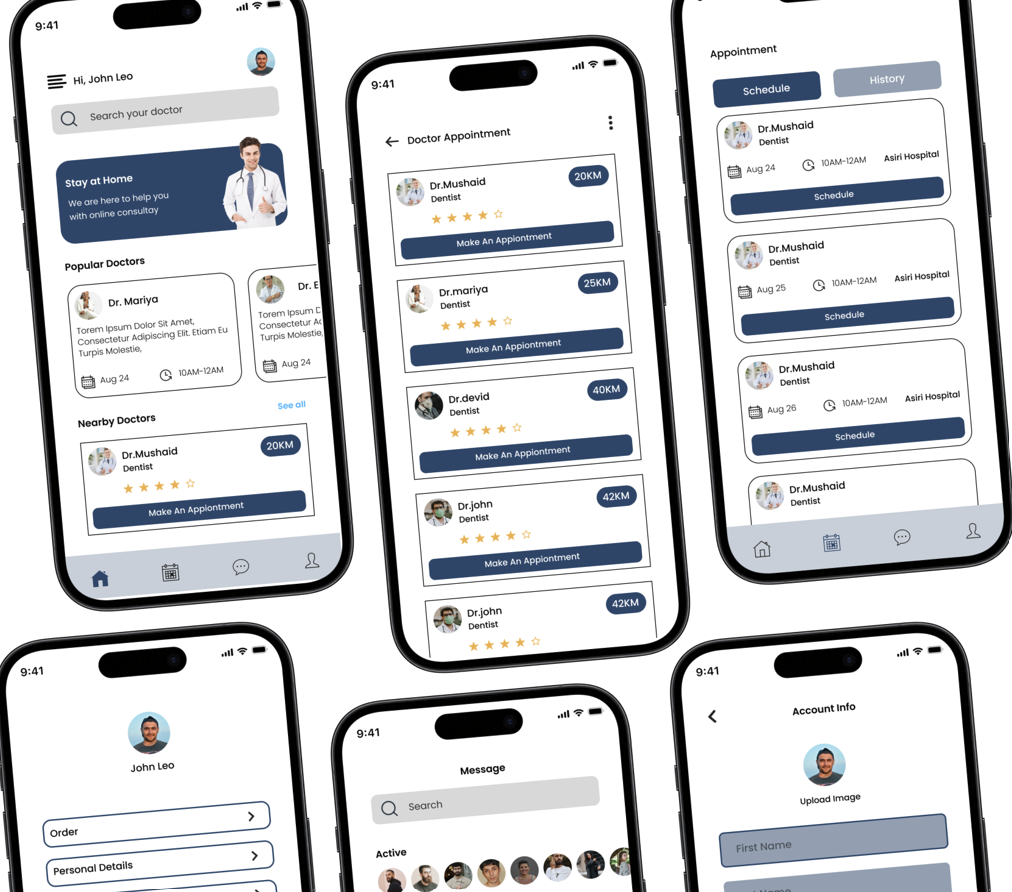 9:41
Hi, John Leo
Search your doctor
Stay at Home
We are here to help you
with online consultay
Popular Doctors
Dr. Mariya
Torem Ipsum Dolor Sit Amet,
Consectetur Adipiscing Elit. Etiam Eu
Turpis Molestie,
Aug 24
10AM-12AM
Dr. E
Torem Ipsum D
Consectetur Ac
Turpis Molestie,
Aug 24
Nearby Doctors
See all
Dr.Mushaid
Dentist
20KM
Make An Appiontment
9:41
Doctor Appointment
Dr.Mushaid
Dentist
20KM
Make An Appiontment
Dr.mariya
Dentist
25KM
Make An Appiontment
Dr.devid
Dentist
40KM
Make An Appiontment
Dr.john
Dentist
42KM
Make An Appiontment
Dr.john
Dentist
42KM
Appointment
Schedule
History
Dr.Mushaid
Dentist
Aug 24
10AM-12AM
Asiri Hospital
Schedule
Dr.Mushaid
Dentist
Aug 25
10AM-12AM
Asiri Hospital
Schedule
Dr.Mushaid
Dentist
Aug 26
10AM-12AM
Asiri Hospital
Schedule
Dr.Mushaid
Dentist
9:41
John Leo
Order
Personal Details
9:41
Message
Search
Active
9:41
Account Info
Upload Image
First Name